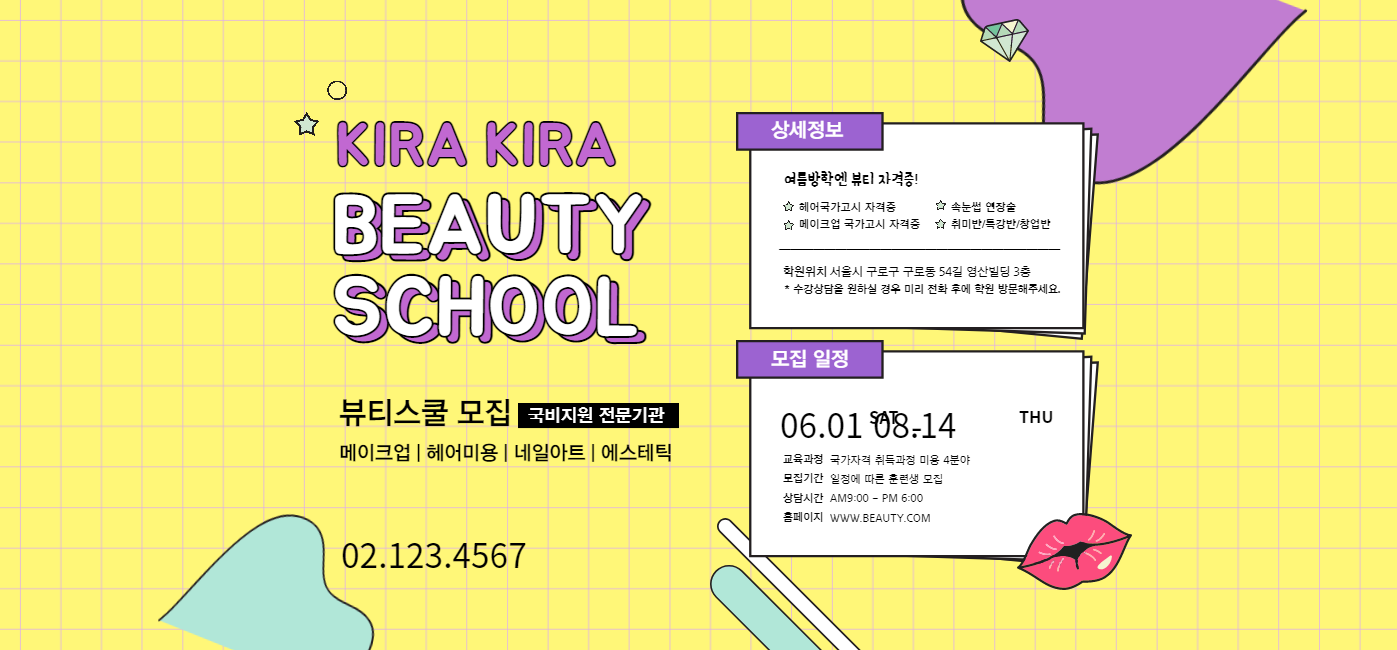 KIRA KIRA
BEAUTY
SCHOOL
뷰티스쿨 모집 국비지원 전문기관
메이크업 | 헤어미용 | 네일아트 | 에스테틱
02.123.4567
상세정보
여름방학엔 뷰티 자격증!
헤어국가고시 자격증 속눈썹 연장술
메이크업 국가고시 자격증 취미반/특강반/창업반
학원위치 서울시 구로구 구로동 54길 영산빌딩 3층
* 수강상담을 원하실 경우 미리 전화 후에 학원 방문해주세요.
모집 일정
06.01 SAT - 08.14 THU
교육과정 국가자격 취득과정 미용 4분야
모집기간 일정에 따른 훈련생 모집
상담시간 AM9:00 - PM 6:00
홈페이지 WWW.BEAUTY.COM